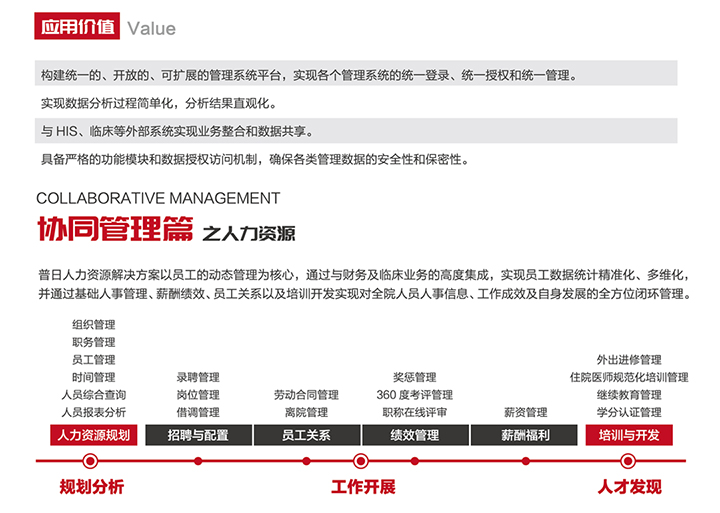 应用价值 Value
构建统一的、开放的、可扩展的管理系统平台，实现各个管理系统的统一登录、统一授权和统一管理。
实现数据分析过程简单化，分析结果直观化。
与 HIS、临床等外部系统实现业务整合和数据共享。
具备严格的功能模块和数据授权访问机制，确保各类管理数据的安全性和保密性。
COLLABORATIVE MANAGEMENT
协同管理篇 之人力资源
普日人力资源解决方案以员工的动态管理为核心，通过与财务及临床业务的高度集成，实现员工数据统计精准化、多维化，
并通过基础人事管理、薪酬绩效、员工关系以及培训开发实现对全院人员人事信息、工作成效及自身发展的全方位闭环管理。
组织管理
职务管理
员工管理
时间管理
人员综合查询
人员报表分析
人力资源规划
录聘管理
岗位管理
借调管理
招聘与配置
劳动合同管理
离院管理
员工关系
奖惩管理
360 度考评管理
职称在线评审
绩效管理
薪资管理
薪酬福利
外出进修管理
住院医师规范化培训管理
继续教育管理
学分认证管理
培训与开发
规划分析
工作开展
人才发现